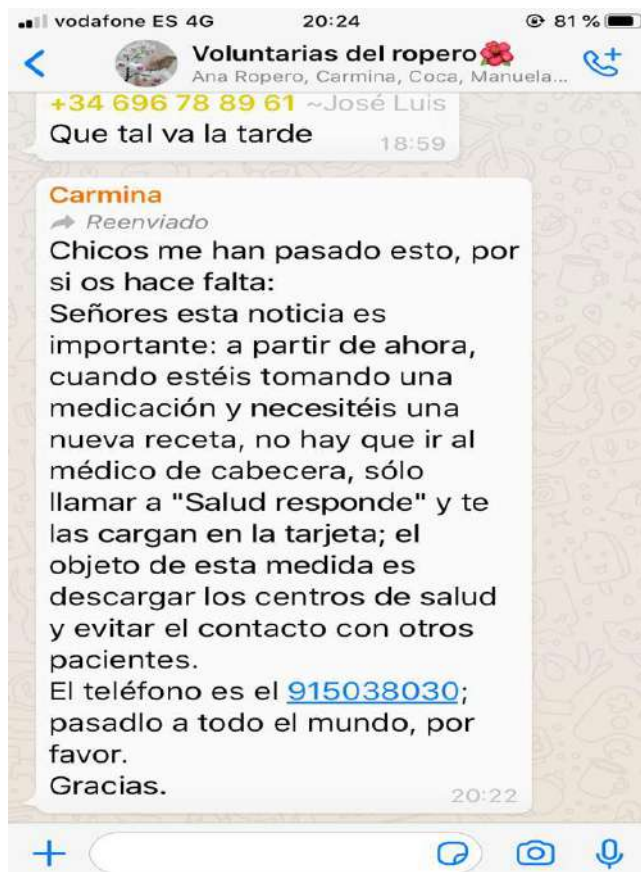 vodafone ES 4G 20:24 81 %
Voluntarias del ropero
Ana Ropero, Carmina, Coca, Manuela...
+34 696 78 89 61 ~José Luis
Que tal va la tarde 18:59
Carmina
Reenviado
Chicos me han pasado esto, por
si os hace falta:
Señores esta noticia es
importante: a partir de ahora,
cuando estéis tomando una
medicación y necesitéis una
nueva receta, no hay que ir al
médico de cabecera, sólo
llamar a "Salud responde" y te
las cargan en la tarjeta; el
objeto de esta medida es
descargar los centros de salud
y evitar el contacto con otros
pacientes.
El teléfono es el 915038030;
pasadlo a todo el mundo, por
favor.
Gracias. 20:22